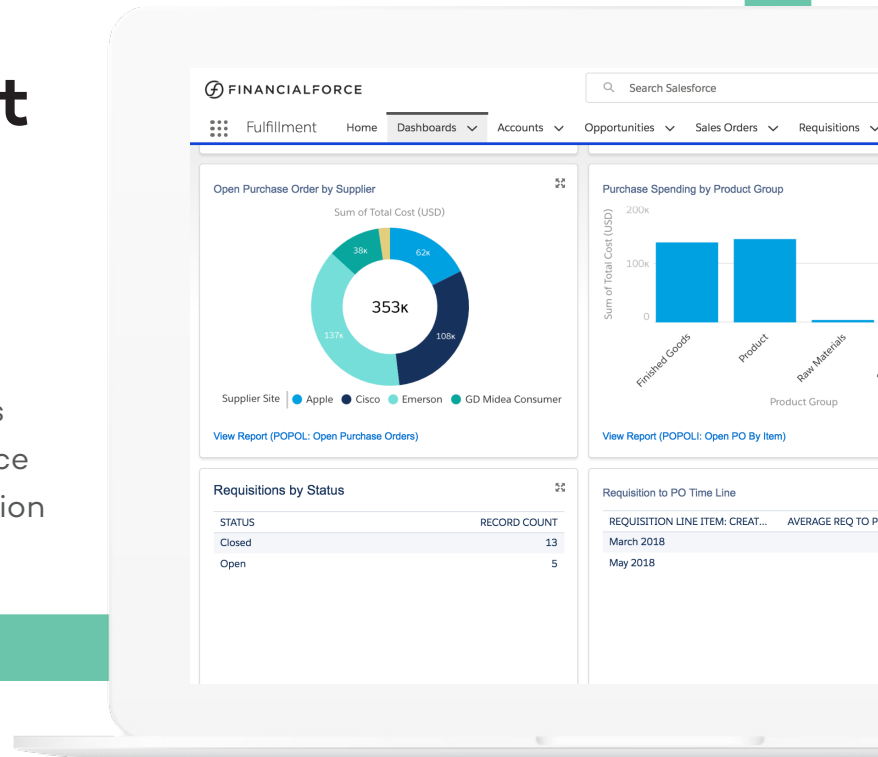 t
s
ce
ion
FINANCIALFORCE
Search Salesforce
Fulfillment Home Dashboards Accounts Opportunities Sales Orders Requisitions
Open Purchase Order by Supplier
Sum of Total Cost (USD)
38K
62K
353K
137K
108K
Supplier Site Apple Cisco Emerson GD Midea Consumer
View Report (POPOL: Open Purchase Orders)
Purchase Spending by Product Group
Sum of Total Cost (USD)
200K
100K
0
Finished Goods
Product
Raw Materials
Product Group
View Report (POPOLI: Open PO By Item)
Requisitions by Status
STATUS RECORD COUNT
Closed 13
Open 5
Requisition to PO Time Line
REQUISITION LINE ITEM: CREAT... AVERAGE REQ TO P
March 2018
May 2018